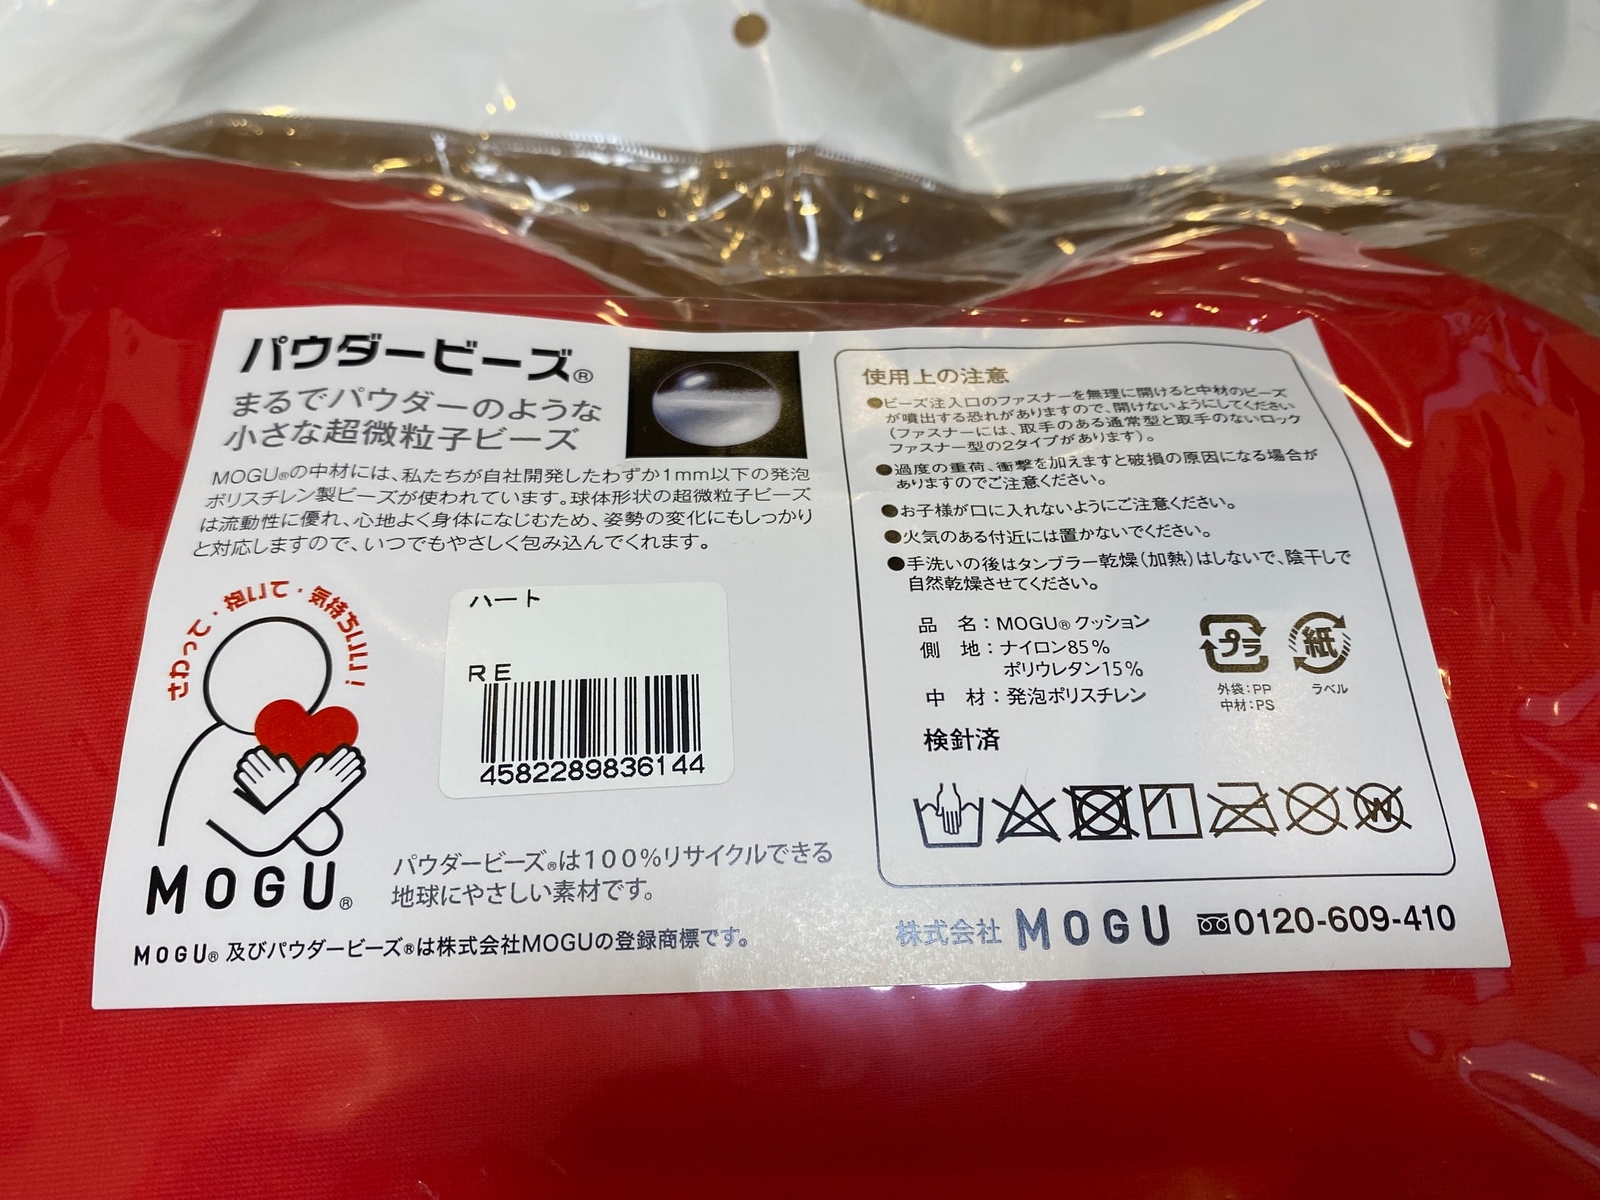 パウダービーズ®
まるでパウダーのような
小さな超微粒子ビーズ
MOGU®の中材には、私たちが自社開発したわずか1mm以下の発泡
ポリスチレン製ビーズが使われています。球体形状の超微粒子ビーズ
は流動性に優れ、心地よく身体になじむため、姿勢の変化にもしっかり
と対応しますので、いつでもやさしく包み込んでくれます。
さわって・抱いて・気持ちいい!
MOGU®
ハート
RE
4582289836144
パウダービーズ®は100%リサイクルできる
地球にやさしい素材です。
MOGU®及びパウダービーズ®は株式会社MOGUの登録商標です。
使用上の注意
●ビーズ注入口のファスナーを無理に開けると中材のビーズ
が噴出する恐れがありますので、開けないようにしてください
(ファスナーには、取手のある通常型と取手のないロック
ファスナー型の2タイプがあります)。
●過度の重荷、衝撃を加えますと破損の原因になる場合が
ありますのでご注意ください。
●お子様が口に入れないようにご注意ください。
●火気のある付近には置かないでください。
●手洗いの後はタンブラー乾燥(加熱)はしないで、陰干しで
自然乾燥させてください。
品 名:MOGU®クッション
側 地:ナイロン85%
ポリウレタン15%
中 材:発泡ポリスチレン
検針済
プラ
外袋:PP
中材:PS
紙
ラベル
W
株式会社 MOGU 0120-609-410